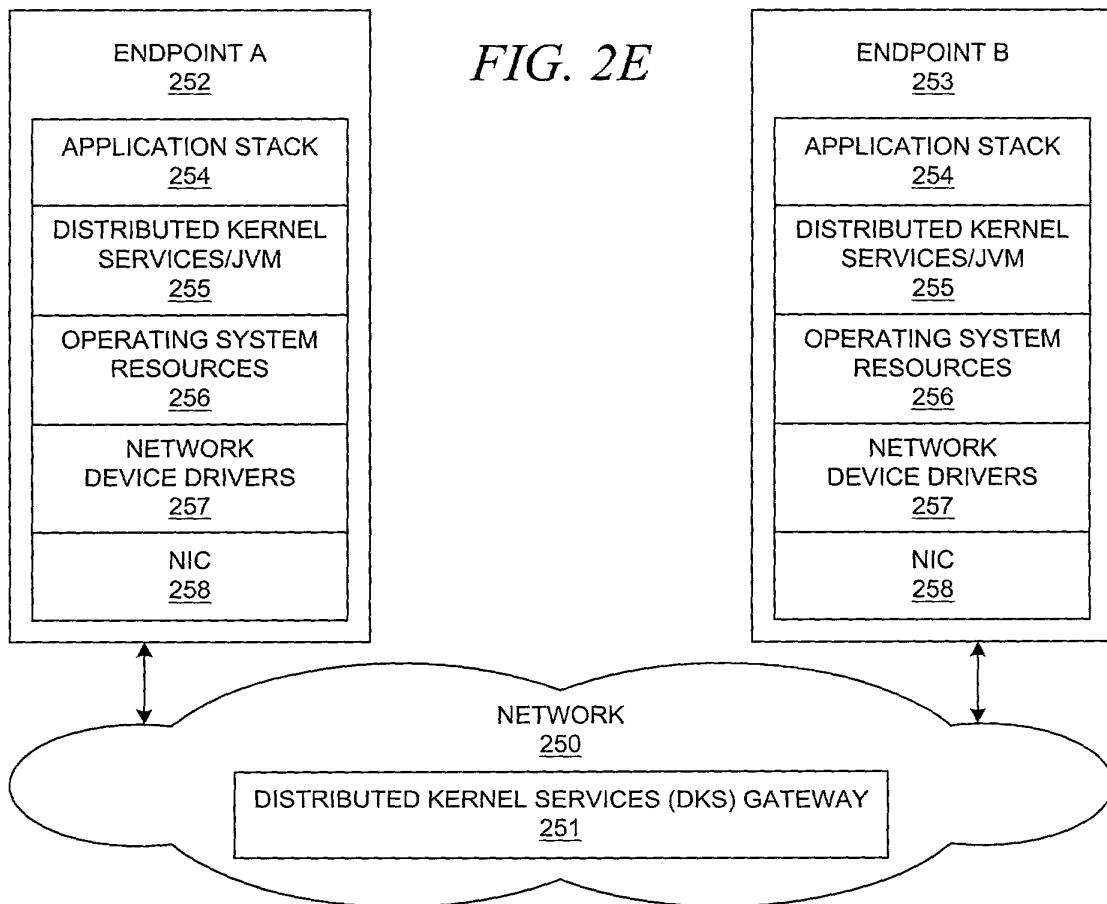 FIG. 2E
ENDPOINT A
252
APPLICATION STACK
254
DISTRIBUTED KERNEL
SERVICES/JVM
255
OPERATING SYSTEM
RESOURCES
256
NETWORK
DEVICE DRIVERS
257
NIC
258
ENDPOINT B
253
APPLICATION STACK
254
DISTRIBUTED KERNEL
SERVICES/JVM
255
OPERATING SYSTEM
RESOURCES
256
NETWORK
DEVICE DRIVERS
257
NIC
258
NETWORK
250
DISTRIBUTED KERNEL SERVICES (DKS) GATEWAY
251